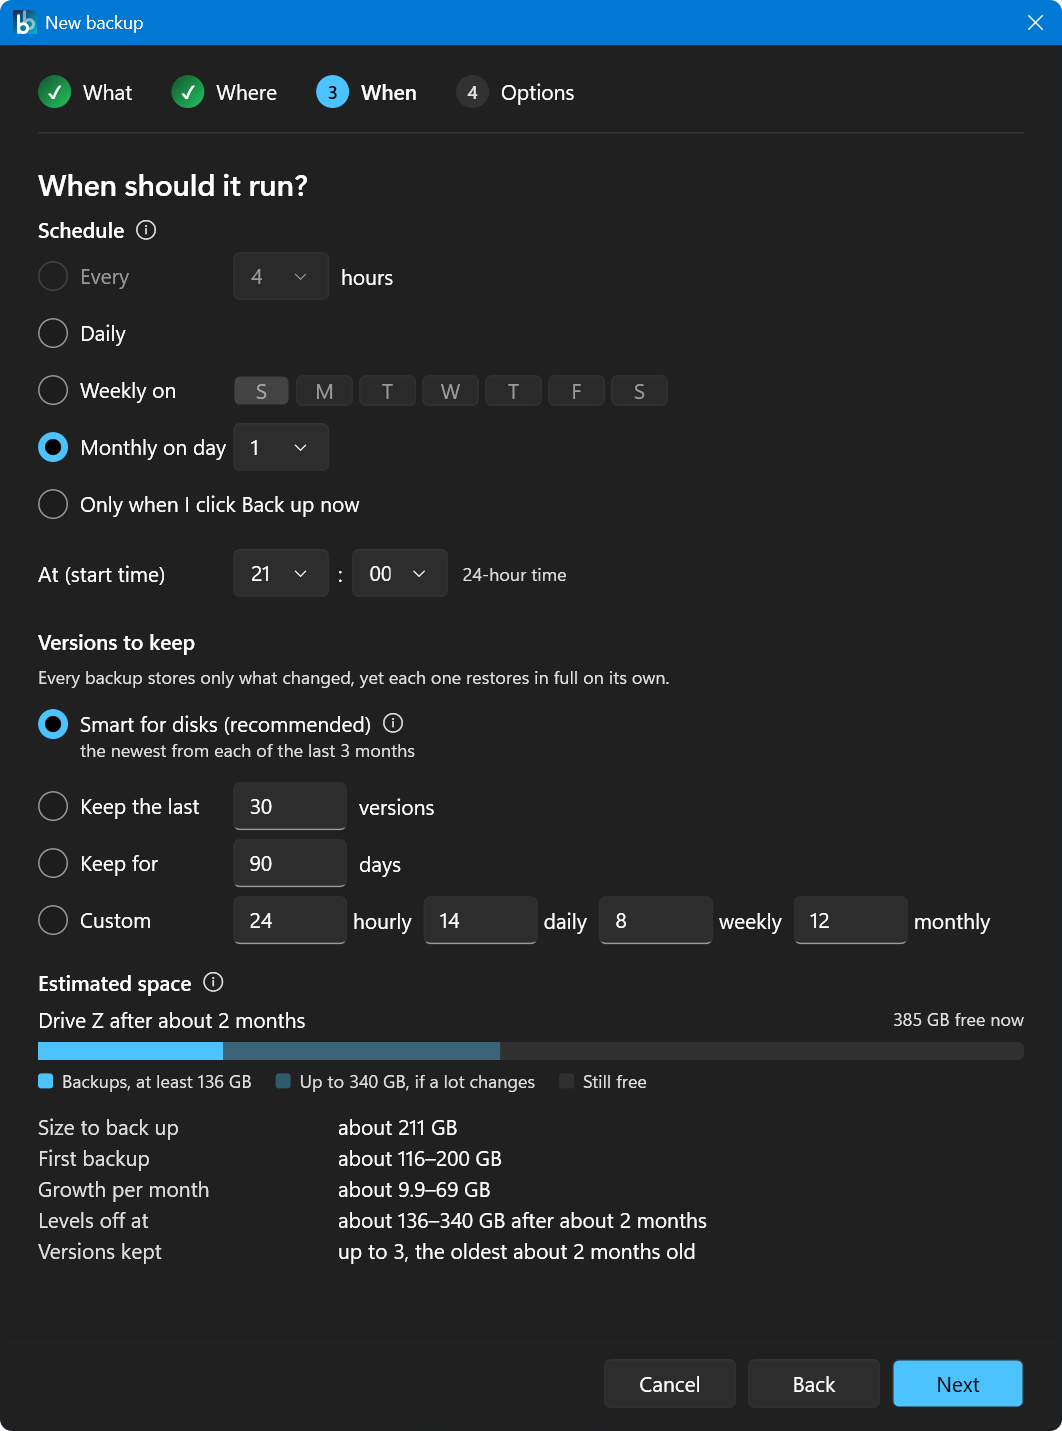 New backup
What
Where
3 When
4 Options
When should it run?
Schedule
Every 4 hours
Daily
Weekly on S M T W T F S
Monthly on day 1
Only when I click Back up now
At (start time) 21 : 00 24-hour time
Versions to keep
Every backup stores only what changed, yet each one restores in full on its own.
Smart for disks (recommended)
the newest from each of the last 3 months
Keep the last 30 versions
Keep for 90 days
Custom 24 hourly 14 daily 8 weekly 12 monthly
Estimated space
Drive Z after about 2 months 385 GB free now
Backups, at least 136 GB Up to 340 GB, if a lot changes Still free
Size to back up about 211 GB
First backup about 116–200 GB
Growth per month about 9.9–69 GB
Levels off at about 136–340 GB after about 2 months
Versions kept up to 3, the oldest about 2 months old
Cancel Back Next